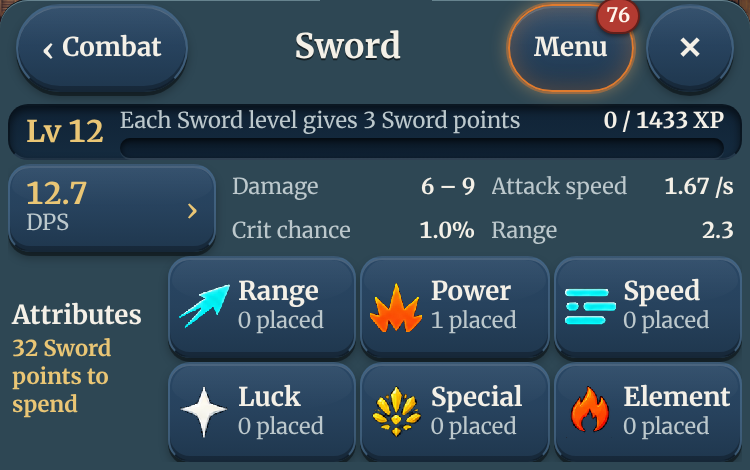 ‹ Combat
Sword
Menu
76
×
Lv 12
Each Sword level gives 3 Sword points
0 / 1433 XP
12.7
DPS
›
Damage
6 – 9
Attack speed
1.67 /s
Crit chance
1.0%
Range
2.3
Attributes
32 Sword
points to
spend
Range
0 placed
Power
1 placed
Speed
0 placed
Luck
0 placed
Special
0 placed
Element
0 placed